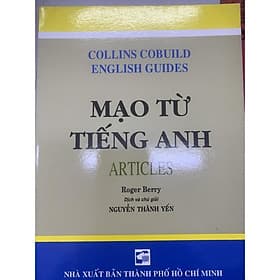 COLLINS COBUILD
ENGLISH GUIDES
MẠO TỪ
TIẾNG ANH
ARTICLES
Roger Berry
Dịch và chú giải
NGUYỄN THÀNH YẾN
NHÀ XUẤT BẢN THÀNH PHỐ HỒ CHÍ MINH